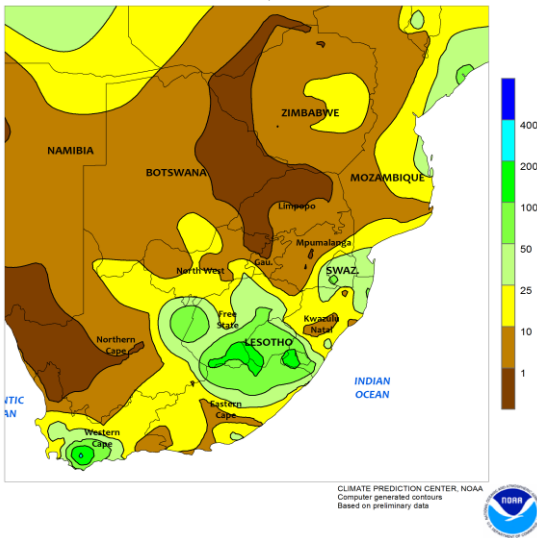 ZIMBABWE
NAMIBIA
BOTSWANA
MOZAMBIQUE
Limpopo
Mpumalanga
Gau.
North West
SWAZ.
Free
State
Kwazulu
Natal
Northern
Cape
LESOTHO
INDIAN
OCEAN
NTIC
AN
Eastern
Cape
Western
Cape
400
200
100
50
25
10
1
CLIMATE PREDICTION CENTER, NOAA
Computer generated contours
Based on preliminary data
NOAA